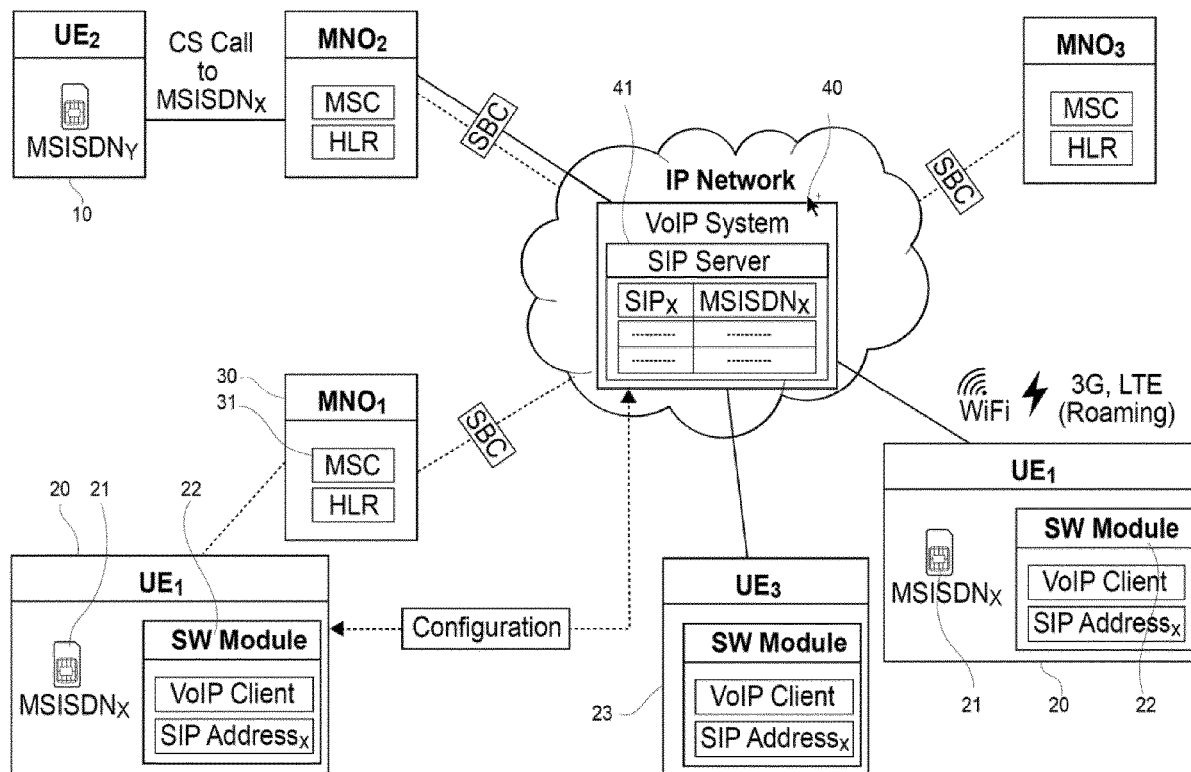 UE2
MSISDNY
10
CS Call
to
MSISDNX
MNO2
MSC
HLR
SBC
41
40
IP Network
VoIP System
SIP Server
SIPX MSISDNX
--------- ---------
--------- ---------
MNO3
MSC
HLR
SBC
30
31
MNO1
MSC
HLR
SBC
WiFi
3G, LTE
(Roaming)
20
21
22
UE1
MSISDNX
SW Module
VoIP Client
SIP AddressX
Configuration
UE3
SW Module
VoIP Client
SIP AddressX
23
UE1
MSISDNX
SW Module
VoIP Client
SIP AddressX
21
20
22